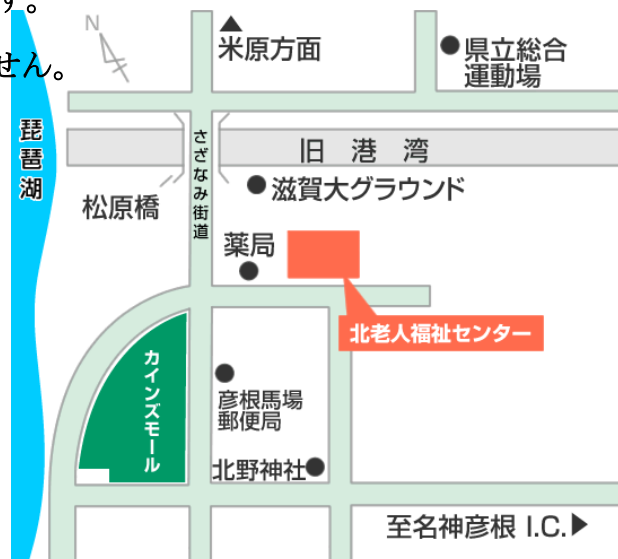 す。
せん。
N
米原方面
県立総合
運動場
琵琶湖
さざなみ街道
旧港湾
松原橋
滋賀大グラウンド
薬局
北老人福祉センター
カインズモール
彦根馬場
郵便局
北野神社
至名神彦根 I.C.